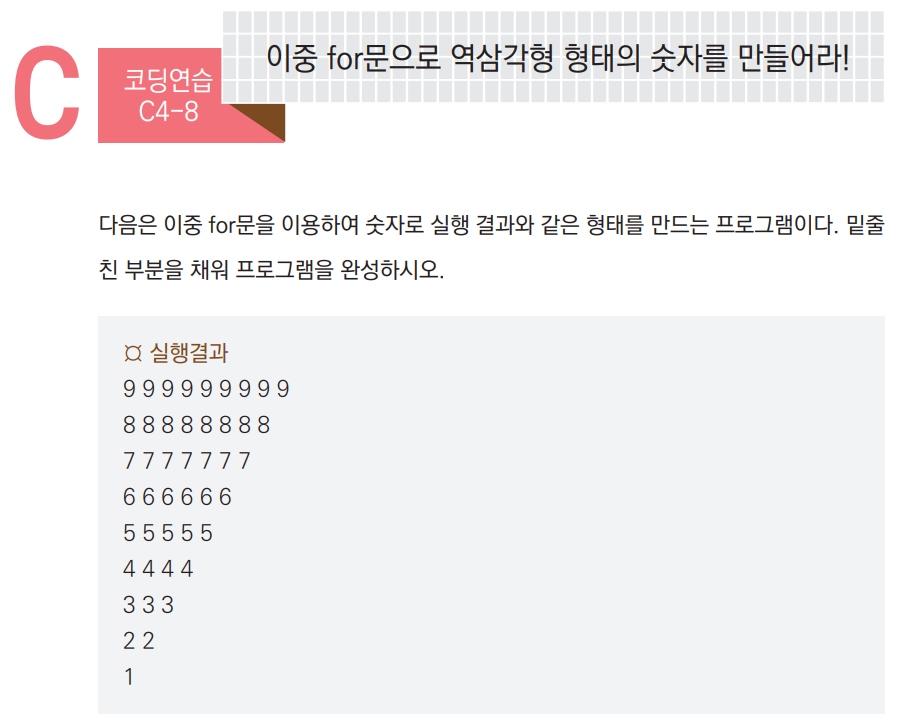 C
코딩연습
C4-8
이중 for문으로 역삼각형 형태의 숫자를 만들어라!
다음은 이중 for문을 이용하여 숫자로 실행 결과와 같은 형태를 만드는 프로그램이다. 밑줄
친 부분을 채워 프로그램을 완성하시오.
¤ 실행결과
9 9 9 9 9 9 9 9 9
8 8 8 8 8 8 8 8
7 7 7 7 7 7 7
6 6 6 6 6 6
5 5 5 5 5
4 4 4 4
3 3 3
2 2
1